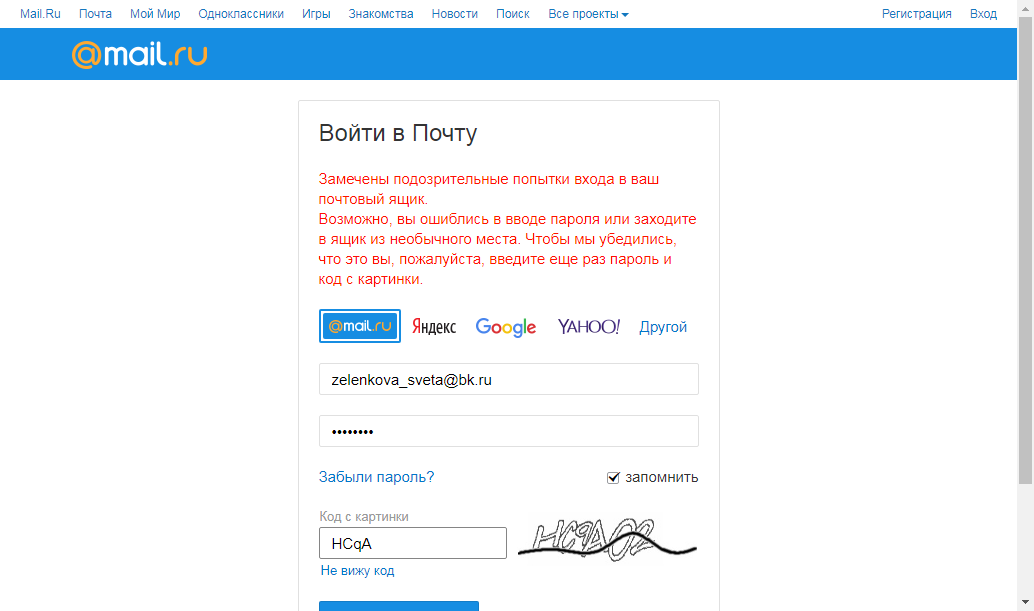 Mail.Ru Почта Мой Мир Одноклассники Игры Знакомства Новости Поиск Все проекты Регистрация Вход
@mail.ru
Войти в Почту
Замечены подозрительные попытки входа в ваш
почтовый ящик.
Возможно, вы ошиблись в вводе пароля или заходите
в ящик из необычного места. Чтобы мы убедились,
что это вы, пожалуйста, введите еще раз пароль и
код с картинки.
@mail.ru Яндекс Google YAHOO! Другой
zelenkova_sveta@bk.ru
••••••••
Забыли пароль? запомнить
Код с картинки
HCqA
Не вижу код